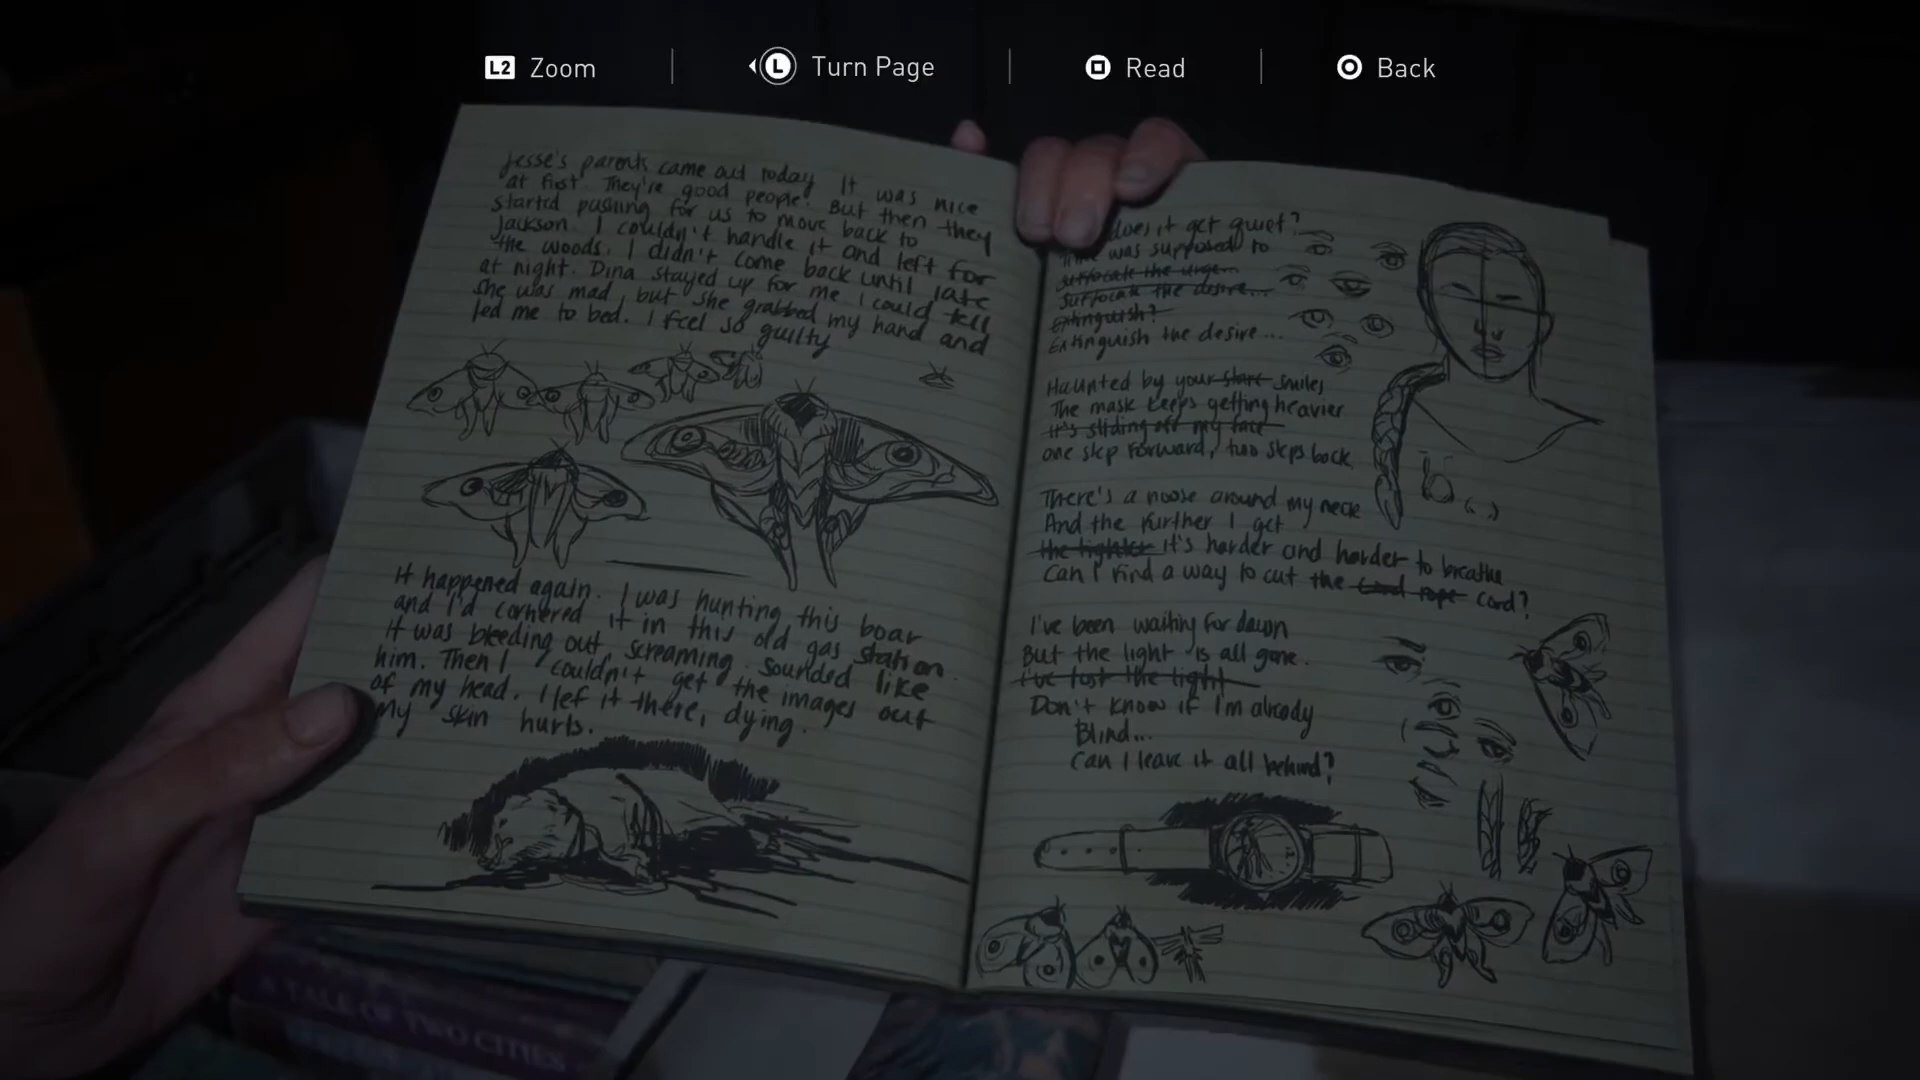 L2 Zoom
L Turn Page
Read
Back
Jesse's parents came out today It was nice
at first. They're good people. But then they
started pushing for us to move back to
Jackson. I couldn't handle it and left for
the woods. I didn't come back until late
at night. Dina stayed up for me I could tell
she was mad, but she grabbed my hand and
led me to bed. I feel so guilty
It happened again. I was hunting this boar
and I'd cornered it in this old gas station
It was bleeding out, screaming. Sounded like
him. Then I couldn't get the images out
of my head. I lef it there, dying.
My skin hurts.
does it get quiet?
was supposed to
suffocate the urge...
suffocate the desire...
Extinguish?
Extinguish the desire...
Haunted by your stare smiles
The mask keeps getting heavier
it's sliding off my face
one step forward, two steps back
There's a noose around my neck
And the further I get
the tighter it's harder and harder to breathe
Can I find a way to cut the cord rope cord?
I've been waiting for dawn
But the light is all gone.
I've lost the light
Don't know if I'm already
Blind...
Can I leave it all behind?
A TALE OF TWO CITIES